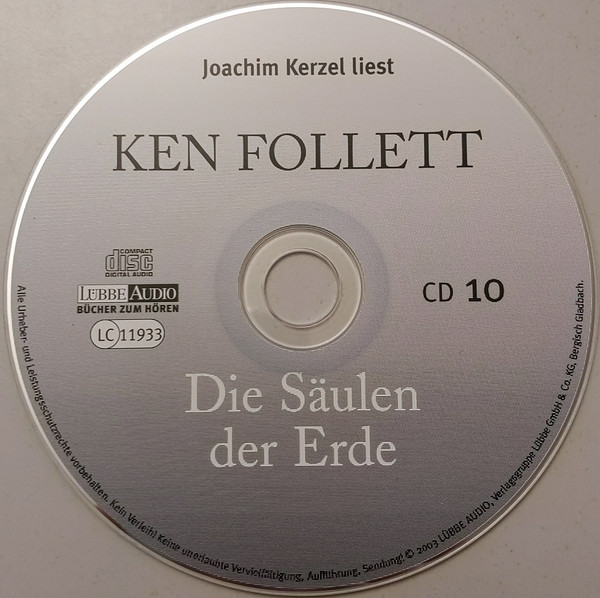 Joachim Kerzel liest
KEN FOLLETT
COMPACT
disc
DIGITAL AUDIO
LÜBBE AUDIO
BÜCHER ZUM HÖREN
LC 11933
CD 10
Die Säulen
der Erde
Alle Urheber- und Leistungsschutzrechte vorbehalten. Kein Verleih! Keine unerlaubte Vervielfältigung, Aufführung, Sendung! © 2003 LÜBBE AUDIO, Verlagsgruppe Lübbe GmbH & Co. KG, Bergisch Gladbach.